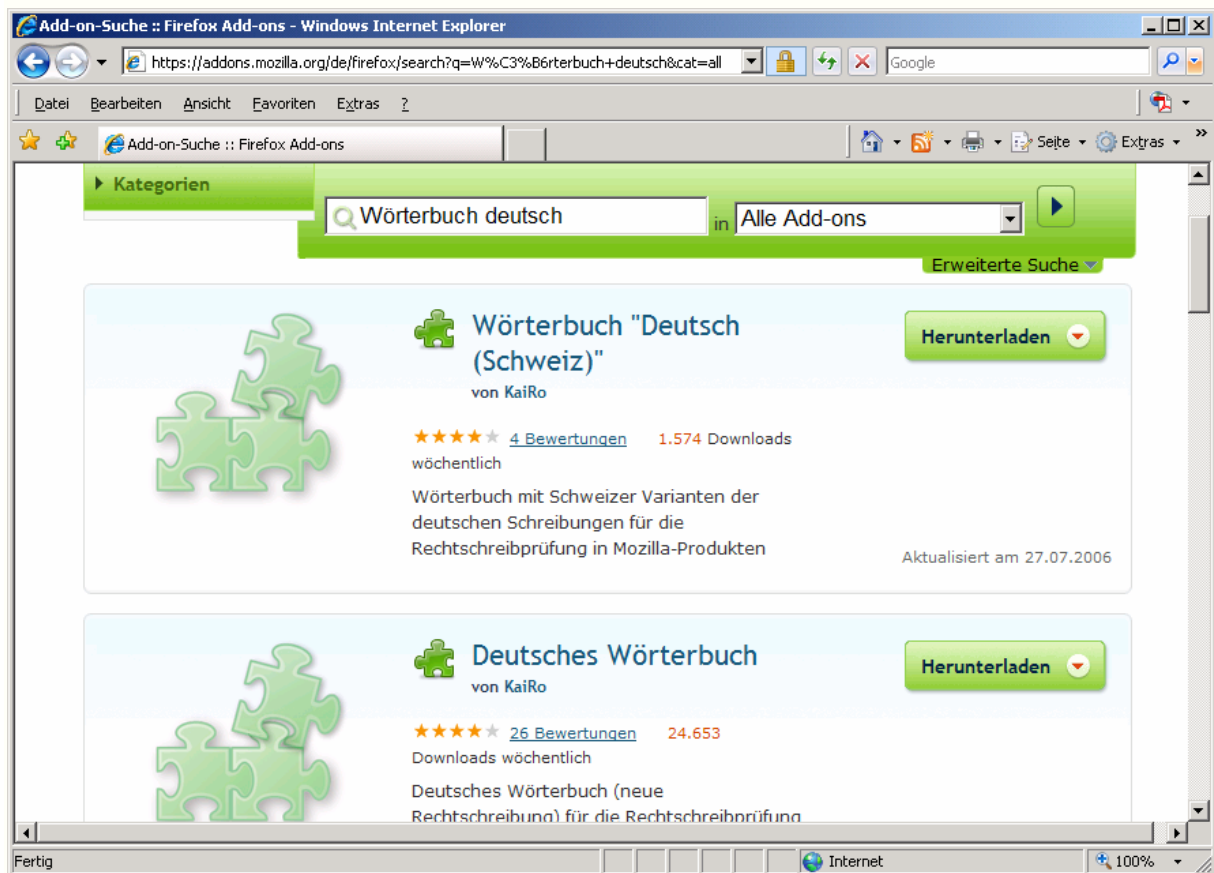 Add-on-Suche :: Firefox Add-ons - Windows Internet Explorer
https://addons.mozilla.org/de/firefox/search?q=W%C3%B6rterbuch+deutsch&cat=all
Google
Datei Bearbeiten Ansicht Favoriten Extras ?
Add-on-Suche :: Firefox Add-ons
Seite Extras »
Kategorien
Wörterbuch deutsch in Alle Add-ons
Erweiterte Suche
Wörterbuch "Deutsch
(Schweiz)"
von KaiRo
Herunterladen
4 Bewertungen 1.574 Downloads
wöchentlich
Wörterbuch mit Schweizer Varianten der
deutschen Schreibungen für die
Rechtschreibprüfung in Mozilla-Produkten
Aktualisiert am 27.07.2006
Deutsches Wörterbuch
von KaiRo
Herunterladen
26 Bewertungen 24.653
Downloads wöchentlich
Deutsches Wörterbuch (neue
Rechtschreibung) für die Rechtschreibprüfung
Fertig
Internet
100%